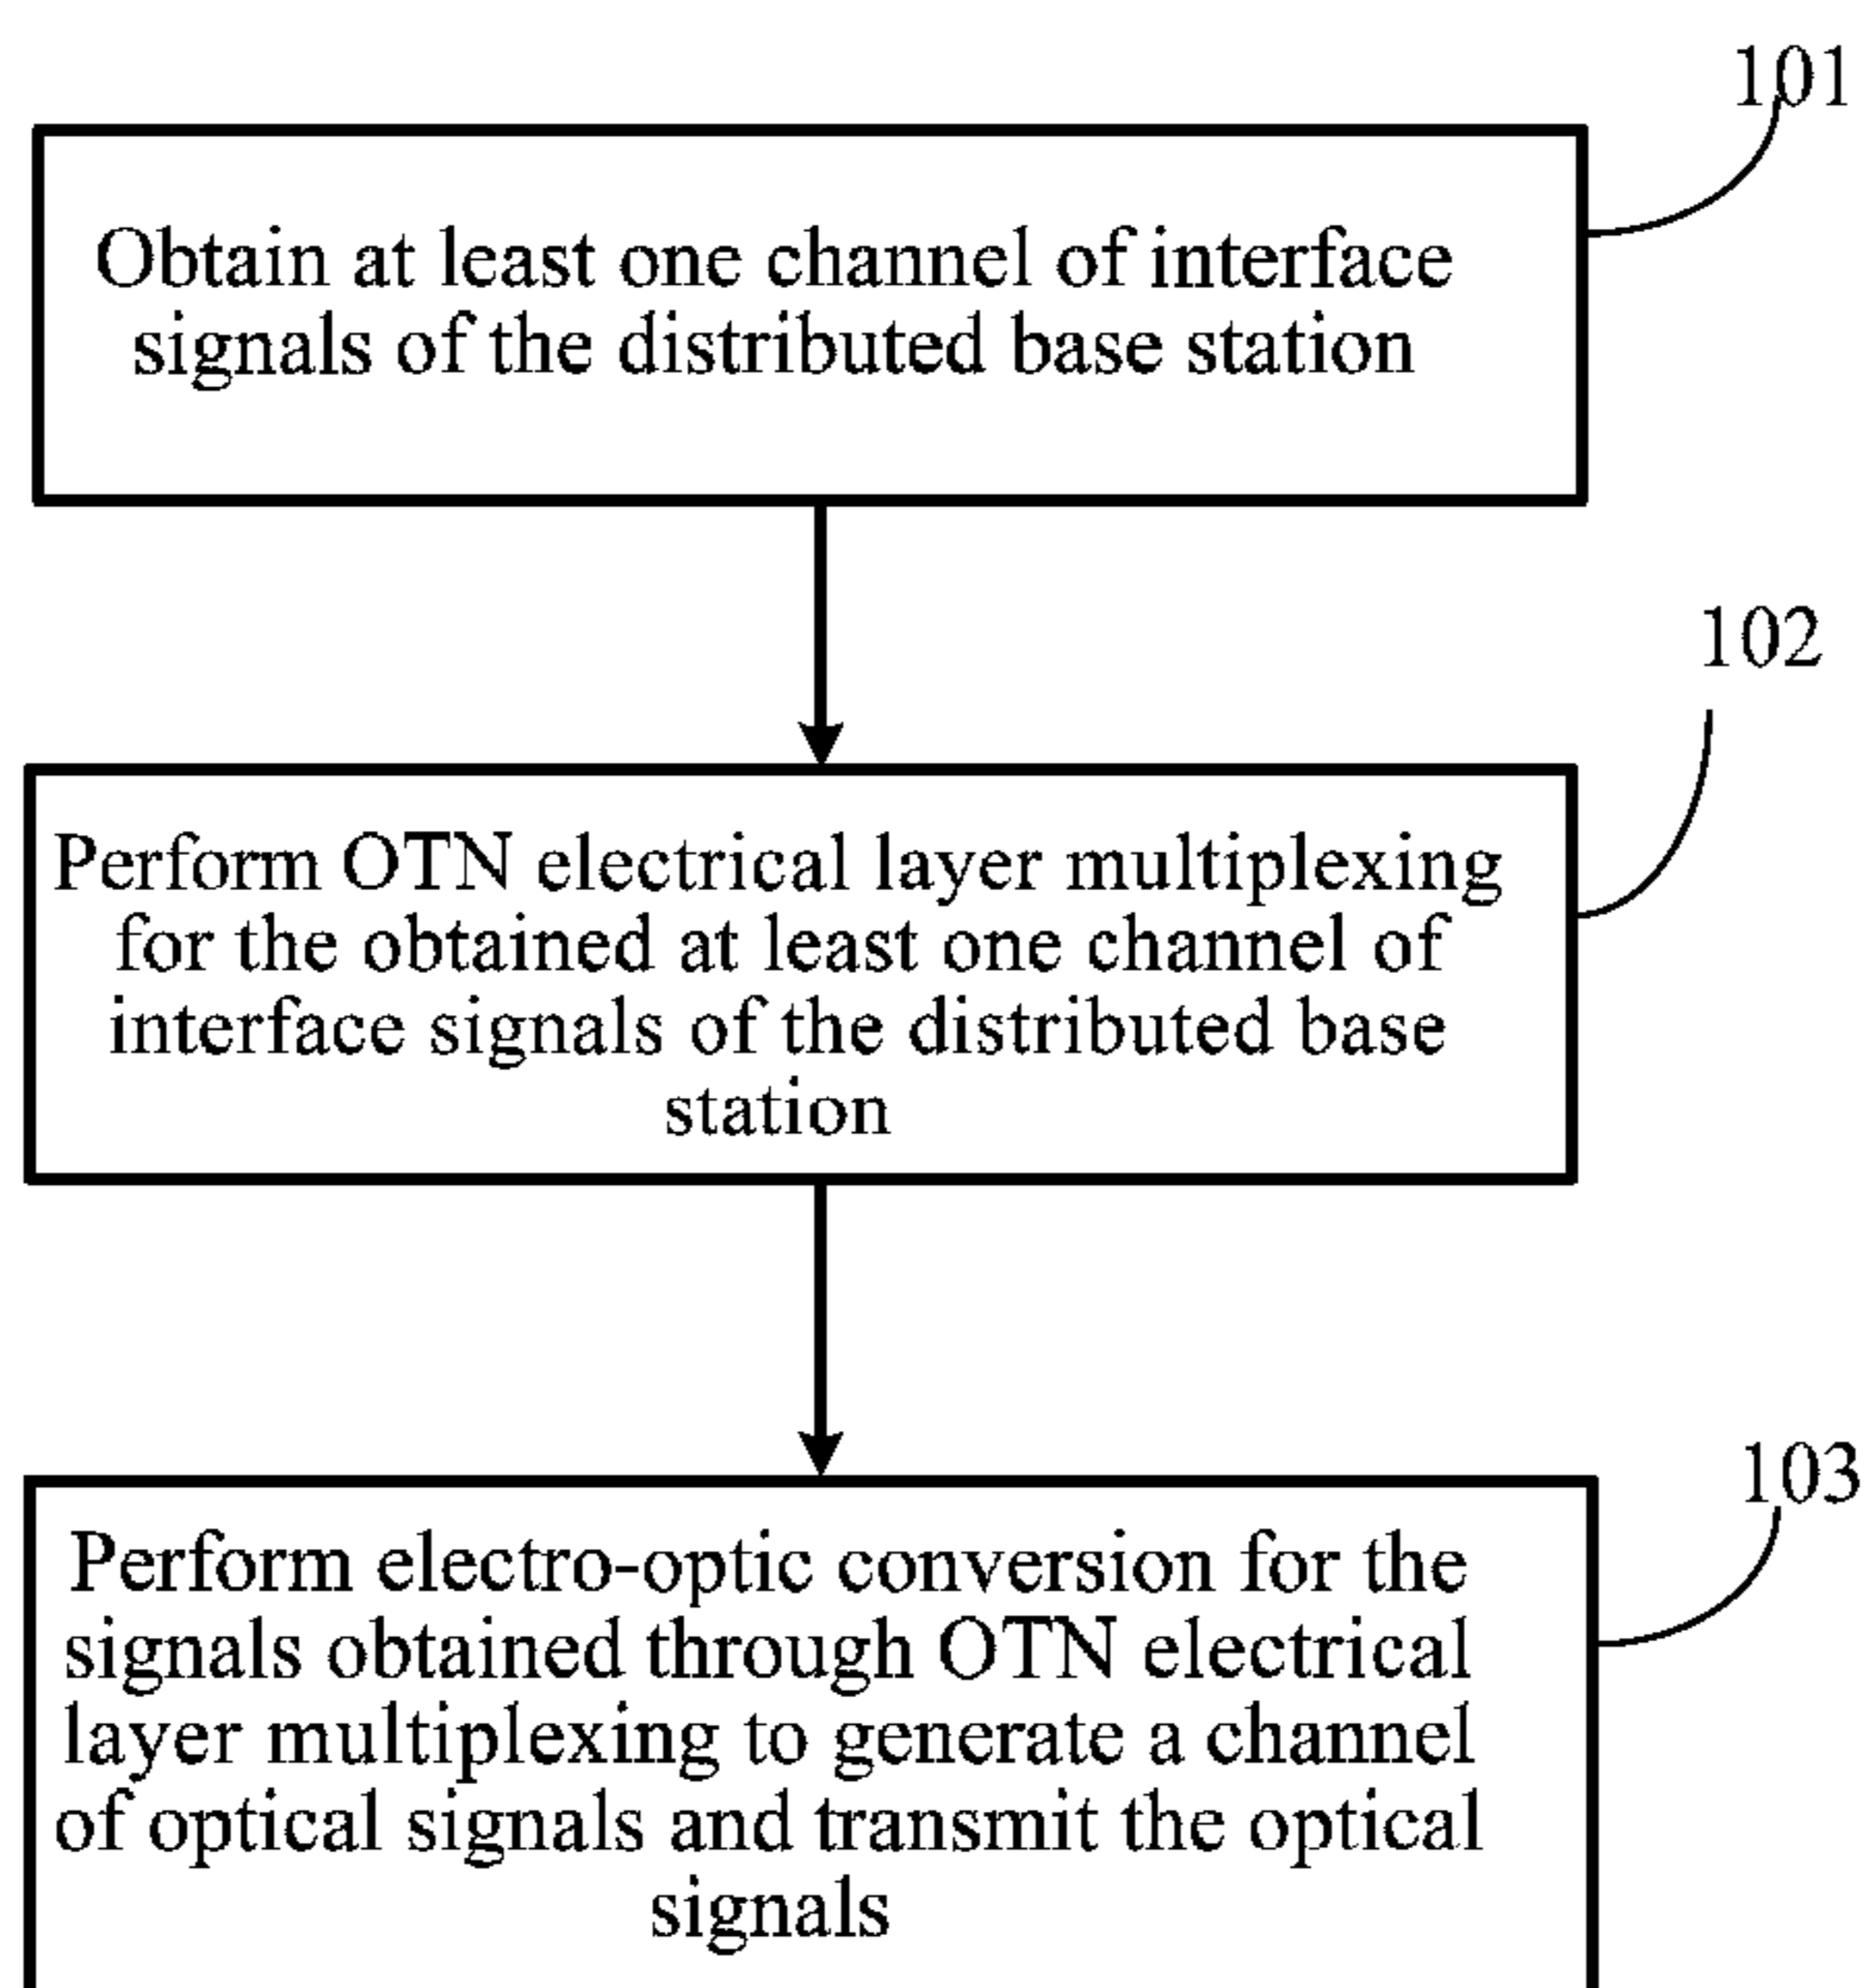 101
Obtain at least one channel of interface
signals of the distributed base station
102
Perform OTN electrical layer multiplexing
for the obtained at least one channel of
interface signals of the distributed base
station
103
Perform electro-optic conversion for the
signals obtained through OTN electrical
layer multiplexing to generate a channel
of optical signals and transmit the optical
signals